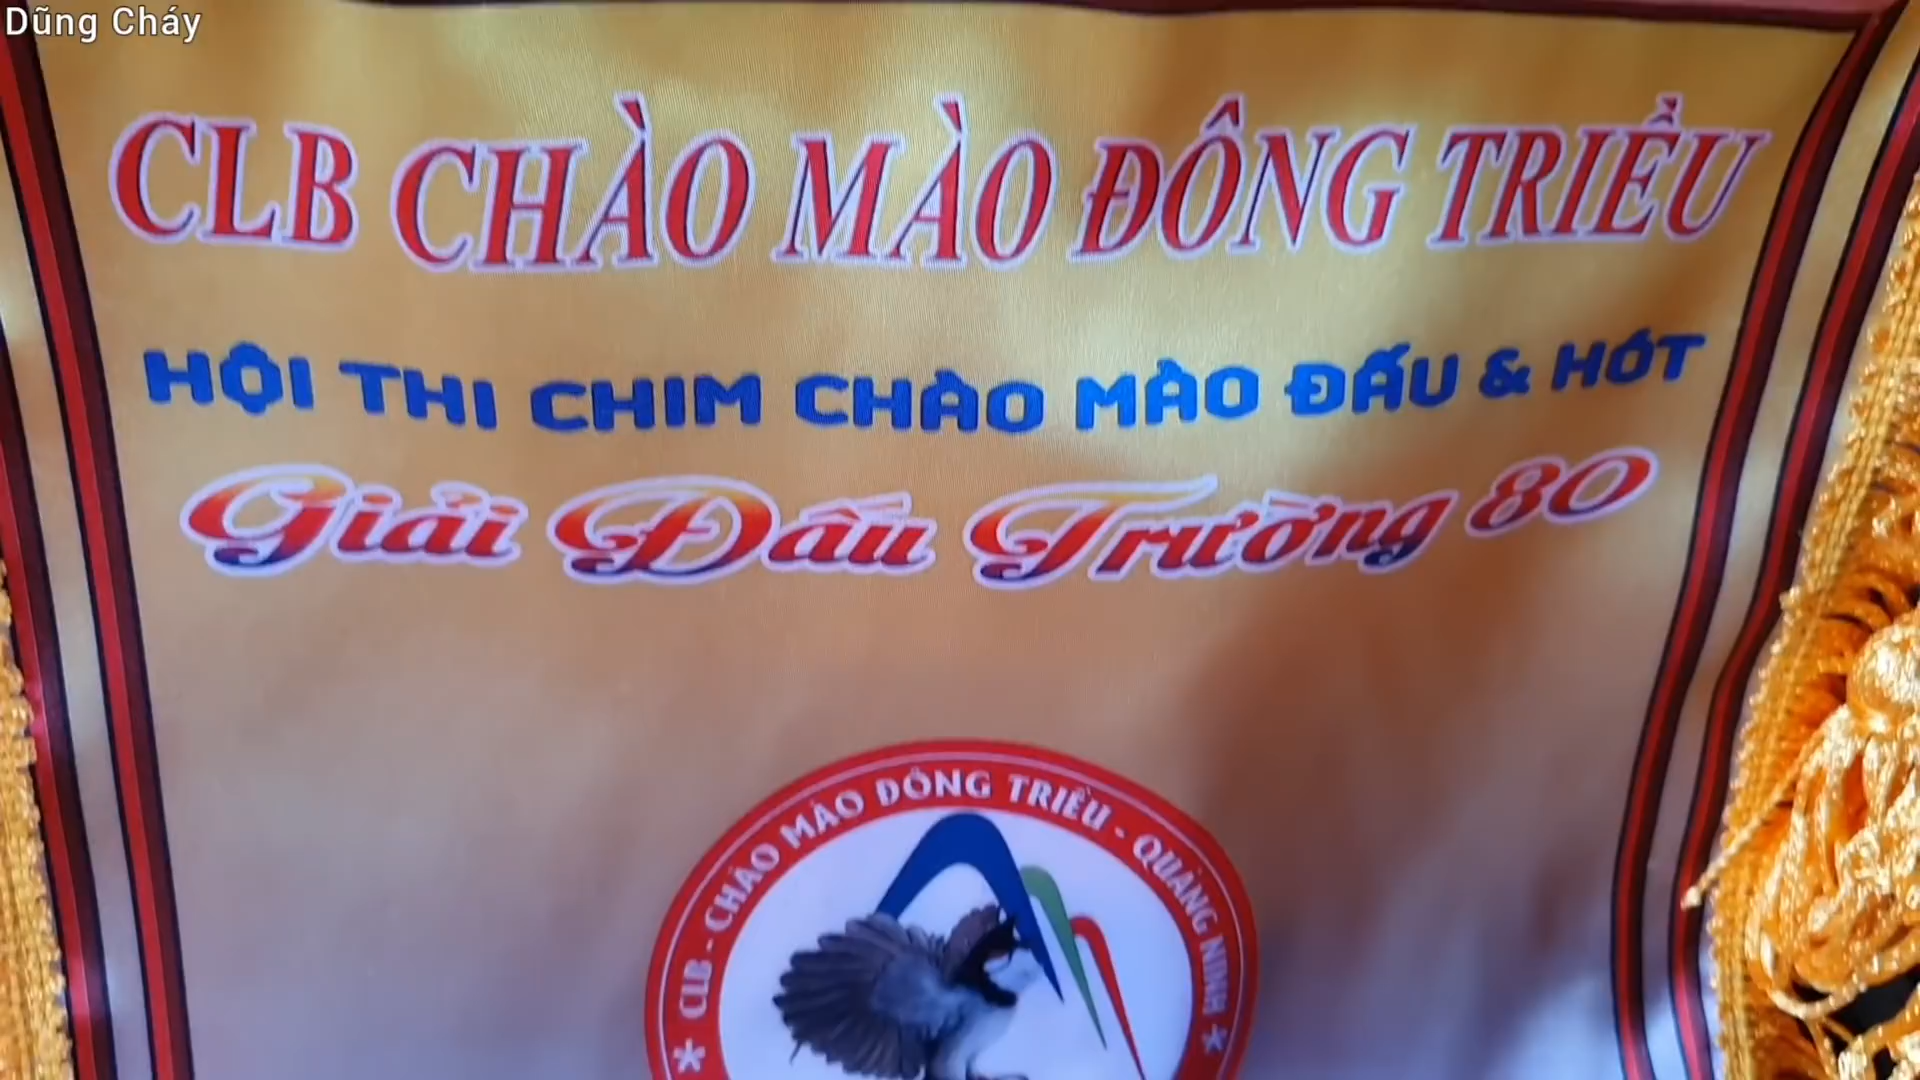 Dũng Cháy
CLB CHÀO MÀO ĐÔNG TRIỀU
HỘI THI CHIM CHÀO MÀO ĐẤU & HÓT
Giải Đấu Trường 80
★ CLB - CHÀO MÀO ĐÔNG TRIỀU - QUẢNG NINH ★